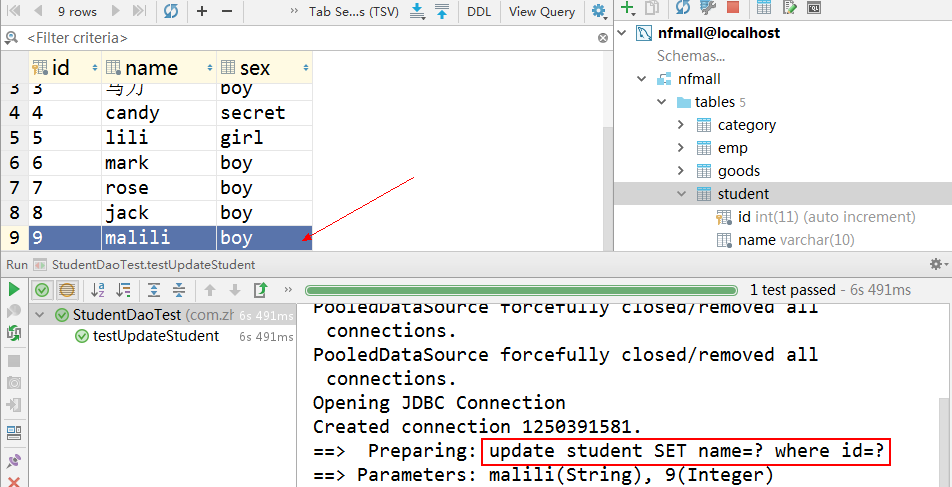 9 rows
Tab Se...s (TSV)
DDL
View Query
SQL
<Filter criteria>
id name sex
3 3 boy
4 4 candy secret
5 5 lili girl
6 6 mark boy
7 7 rose boy
8 8 jack boy
9 9 malili boy
nfmall@localhost
Schemas...
nfmall
tables 5
category
emp
goods
student
id int(11) (auto increment)
name varchar(10)
Run StudentDaoTest.testUpdateStudent
1 test passed - 6s 491ms
StudentDaoTest (com.zh 6s 491ms
testUpdateStudent 6s 491ms
PooledDataSource forcefully closed/removed all
connections.
PooledDataSource forcefully closed/removed all
connections.
Opening JDBC Connection
Created connection 1250391581.
==> Preparing: update student SET name=? where id=?
==> Parameters: malili(String), 9(Integer)